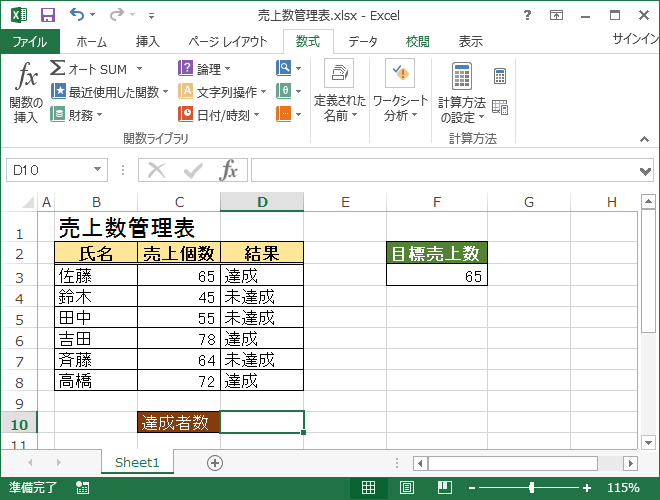 売上数管理表.xlsx - Excel
ファイル ホーム 挿入 ページ レイアウト 数式 データ 校閲 表示 サインイン
fx 関数の挿入
Σ オート SUM
最近使用した関数
財務
論理
文字列操作
日付/時刻
θ
定義された名前
ワークシート分析
計算方法の設定
関数ライブラリ 計算方法
D10 fx
A B C D E F G H
1 売上数管理表
2 氏名 売上個数 結果 目標売上数
3 佐藤 65 達成 65
4 鈴木 45 未達成
5 田中 55 未達成
6 吉田 78 達成
7 斉藤 64 未達成
8 高橋 72 達成
9
10 達成者数
11
Sheet1
準備完了 115%